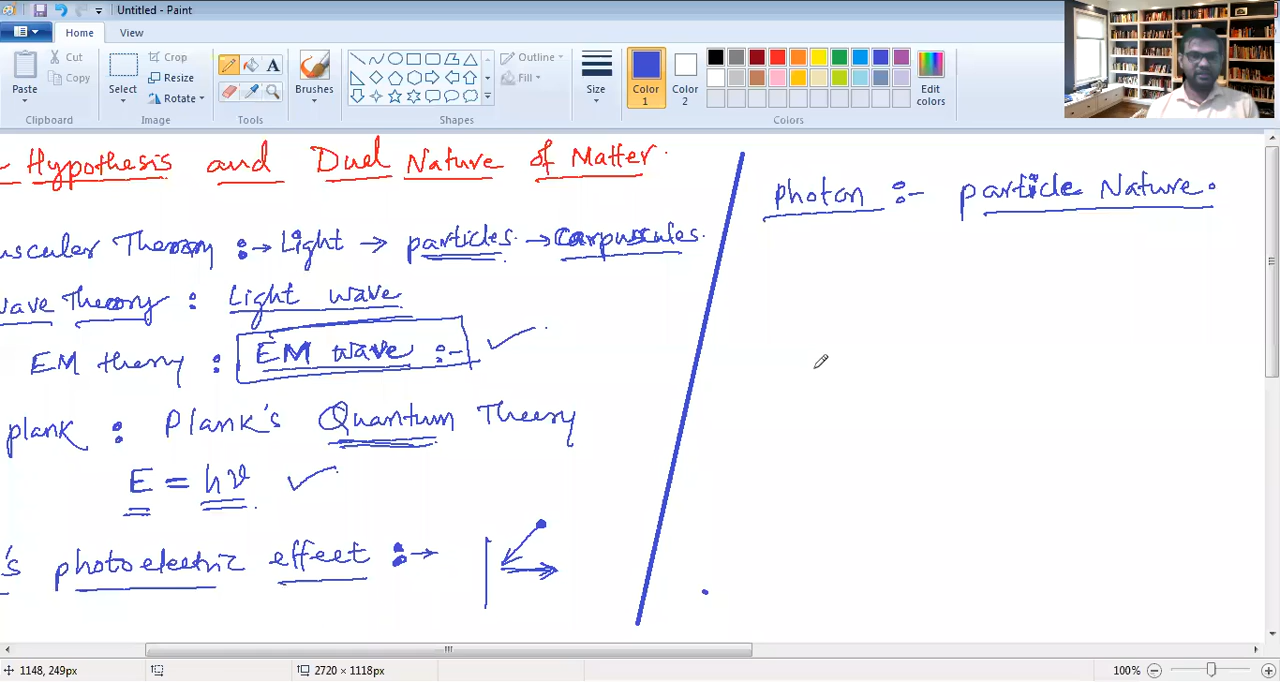 Untitled - Paint
Home View
Paste
Cut
Copy
Clipboard
Select
Crop
Resize
Rotate
Image
Tools
Brushes
Shapes
Outline
Fill
Size
Color 1
Color 2
Edit colors
Colors
- Hypothesis and Dual Nature of Matter.
uscular Theory :→ Light → particles. → Corpuscules.
wave Theory : Light wave
EM theory : EM wave :-
plank : Plank's Quantum Theory
E = hν
's photoelectric effect :→
photon :- particle Nature.
1148, 249px
2720 × 1118px
100%